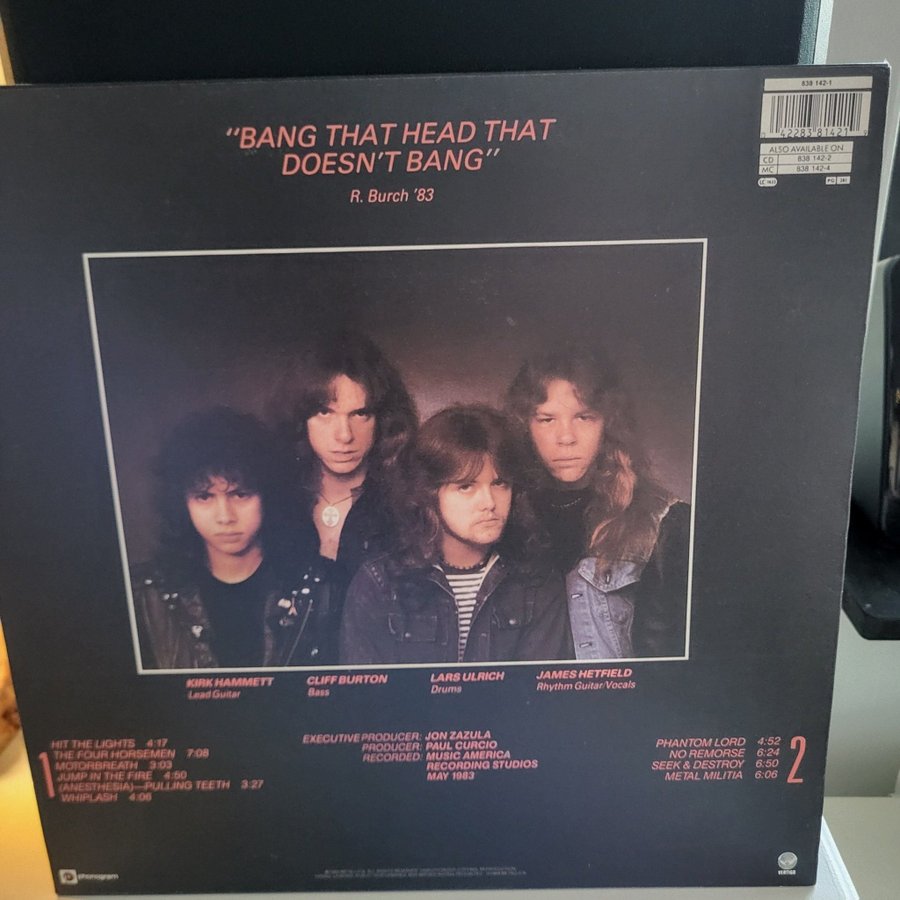 "BANG THAT HEAD THAT
DOESN'T BANG"
R. Burch '83
838 142-1
0 42283 81421 9
ALSO AVAILABLE ON
CD 838 142-2
MC 838 142-4
KIRK HAMMETT
Lead Guitar
CLIFF BURTON
Bass
LARS ULRICH
Drums
JAMES HETFIELD
Rhythm Guitar/Vocals
1
HIT THE LIGHTS 4:17
THE FOUR HORSEMEN 7:08
MOTORBREATH 3:03
JUMP IN THE FIRE 4:50
(ANESTHESIA)—PULLING TEETH 3:27
WHIPLASH 4:06
EXECUTIVE PRODUCER: JON ZAZULA
PRODUCER: PAUL CURCIO
RECORDED: MUSIC AMERICA
RECORDING STUDIOS
MAY 1983
PHANTOM LORD 4:52
NO REMORSE 6:24
SEEK & DESTROY 6:50
METAL MILITIA 6:06
2
phonogram
VERTIGO